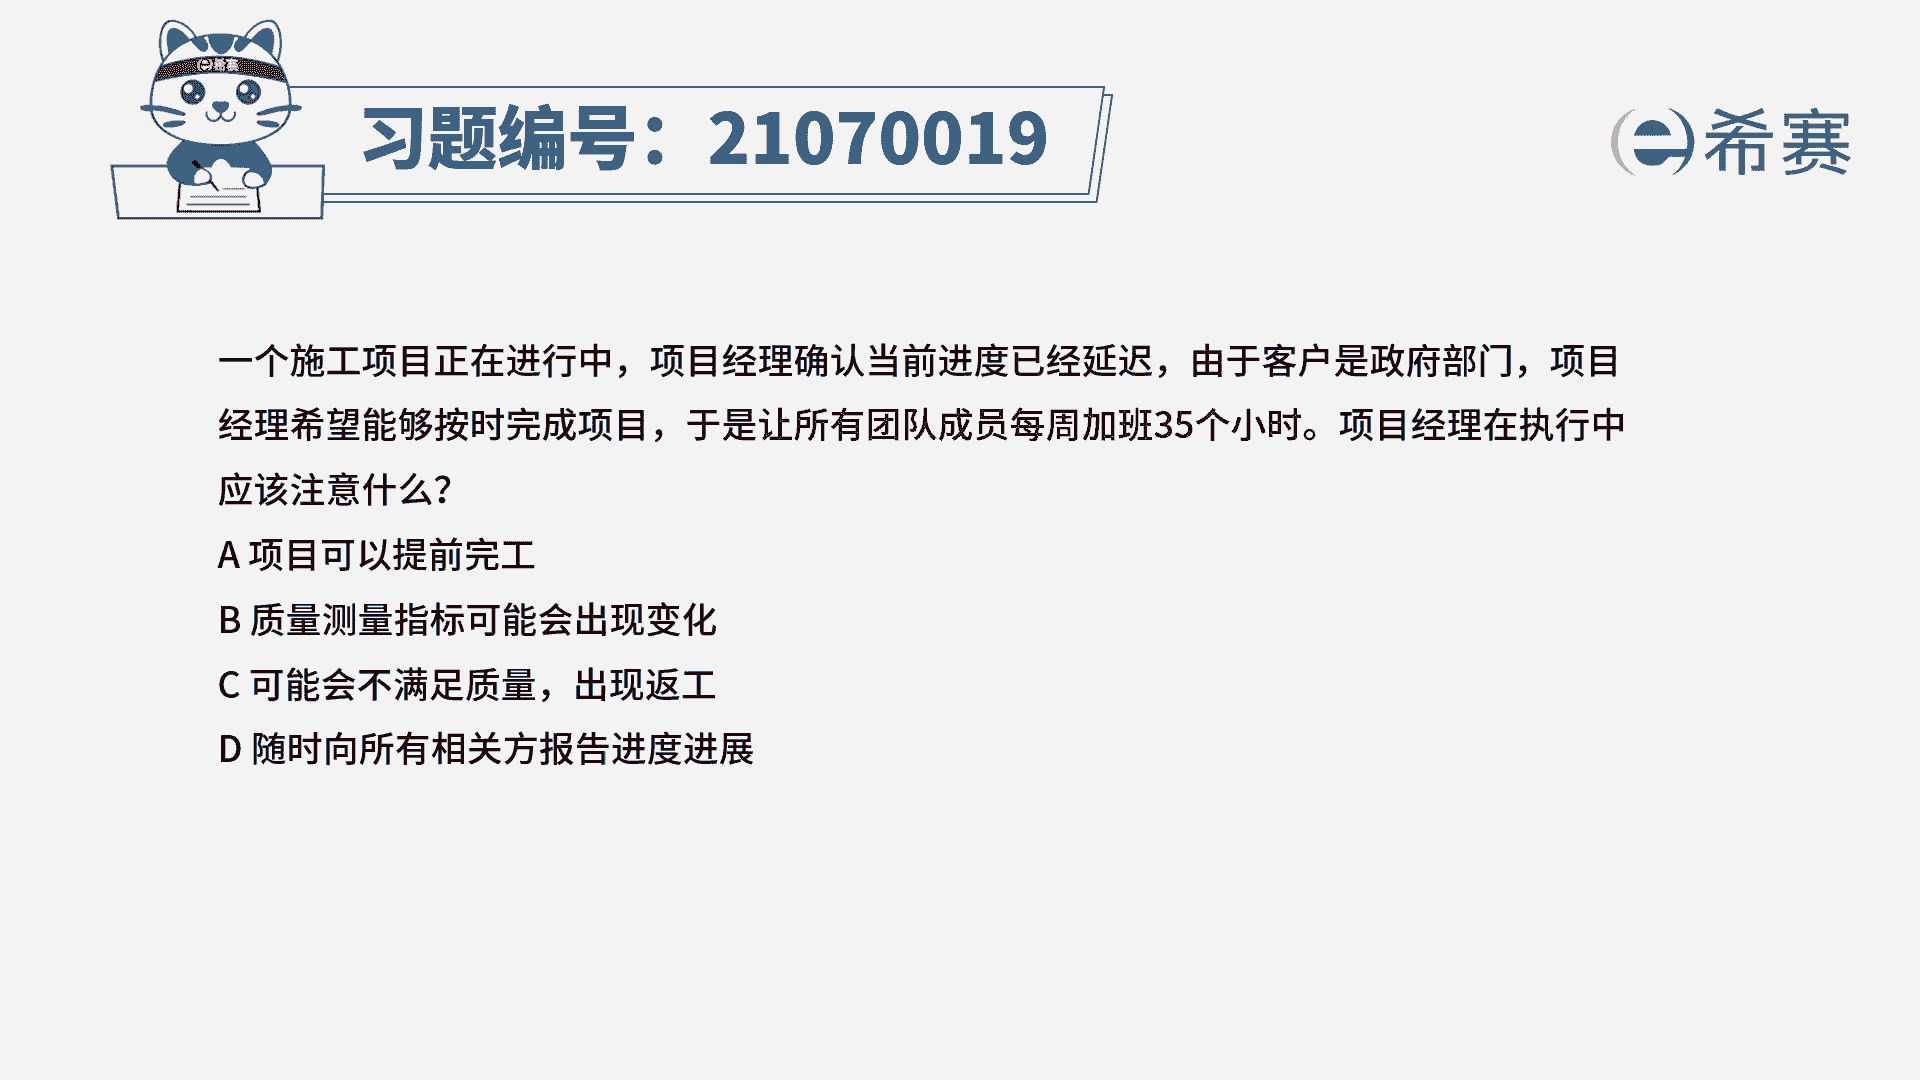 e希赛
习题编号：21070019
e希赛
一个施工项目正在进行中，项目经理确认当前进度已经延迟，由于客户是政府部门，项目
经理希望能够按时完成项目，于是让所有团队成员每周加班35个小时。项目经理在执行中
应该注意什么？
A 项目可以提前完工
B 质量测量指标可能会出现变化
C 可能会不满足质量，出现返工
D 随时向所有相关方报告进度进展